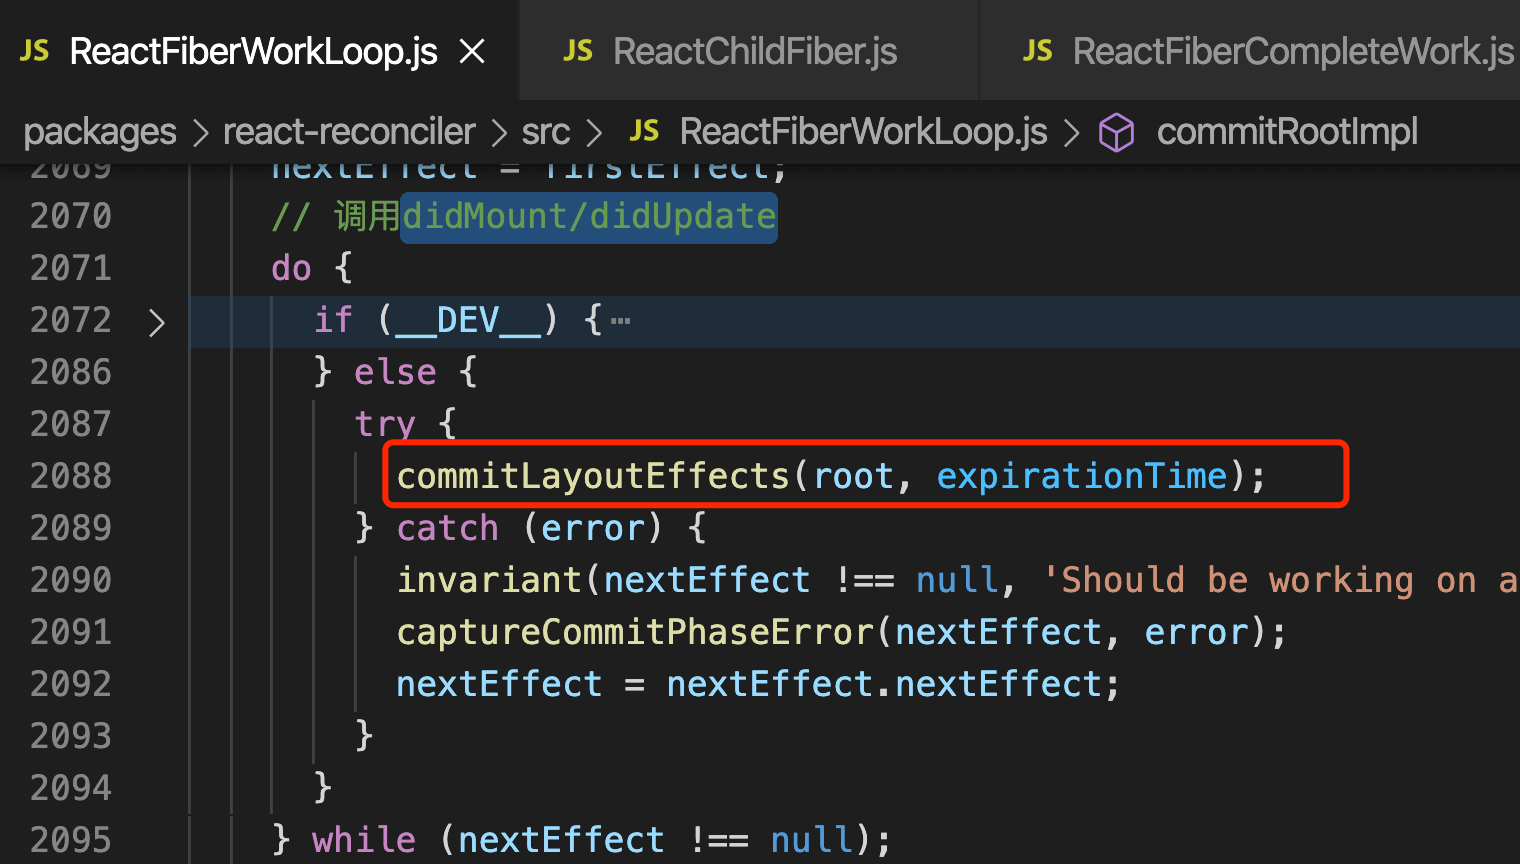 JS ReactFiberWorkLoop.js JS ReactChildFiber.js JS ReactFiberCompleteWork.js
packages > react-reconciler > src > JS ReactFiberWorkLoop.js > commitRootImpl
2069 nextEffect = firstEffect;
2070 // 调用didMount/didUpdate
2071 do {
2072 if (__DEV__) {…
2086 } else {
2087 try {
2088 commitLayoutEffects(root, expirationTime);
2089 } catch (error) {
2090 invariant(nextEffect !== null, 'Should be working on a
2091 captureCommitPhaseError(nextEffect, error);
2092 nextEffect = nextEffect.nextEffect;
2093 }
2094 }
2095 } while (nextEffect !== null);